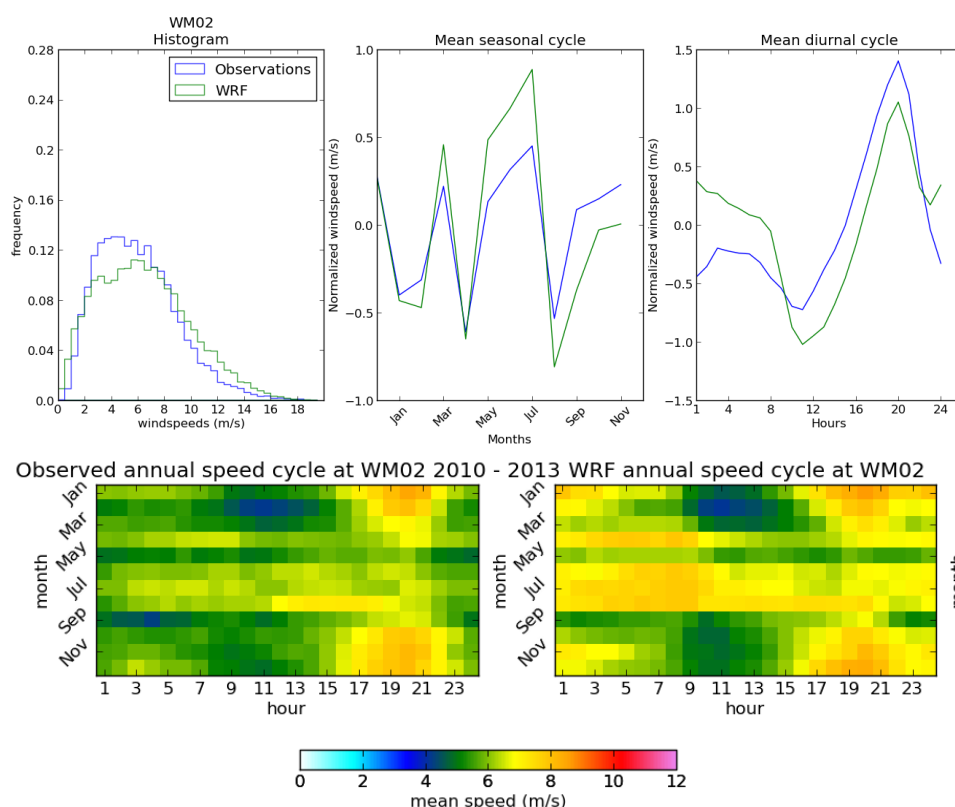 WM02
Histogram
Mean seasonal cycle
Mean diurnal cycle
Observations
WRF
frequency
0.28
0.24
0.2
0.16
0.12
0.08
0.04
0.0
0 2 4 6 8 10 12 14 16 18
windspeeds (m/s)
Normalized windspeed (m/s)
1.0
0.5
0.0
−0.5
−1.0
Jan Mar May Jul Sep Nov
Months
Normalized windspeed (m/s)
1.5
1.0
0.5
0.0
−0.5
−1.0
−1.5
1 4 8 12 16 20 24
Hours
Observed annual speed cycle at WM02 2010 - 2013 WRF annual speed cycle at WM02
month
Jan
Mar
May
Jul
Sep
Nov
1 3 5 7 9 11 13 15 17 19 21 23
hour
month
Jan
Mar
May
Jul
Sep
Nov
1 3 5 7 9 11 13 15 17 19 21 23
hour
0 2 4 6 8 10 12
mean speed (m/s)